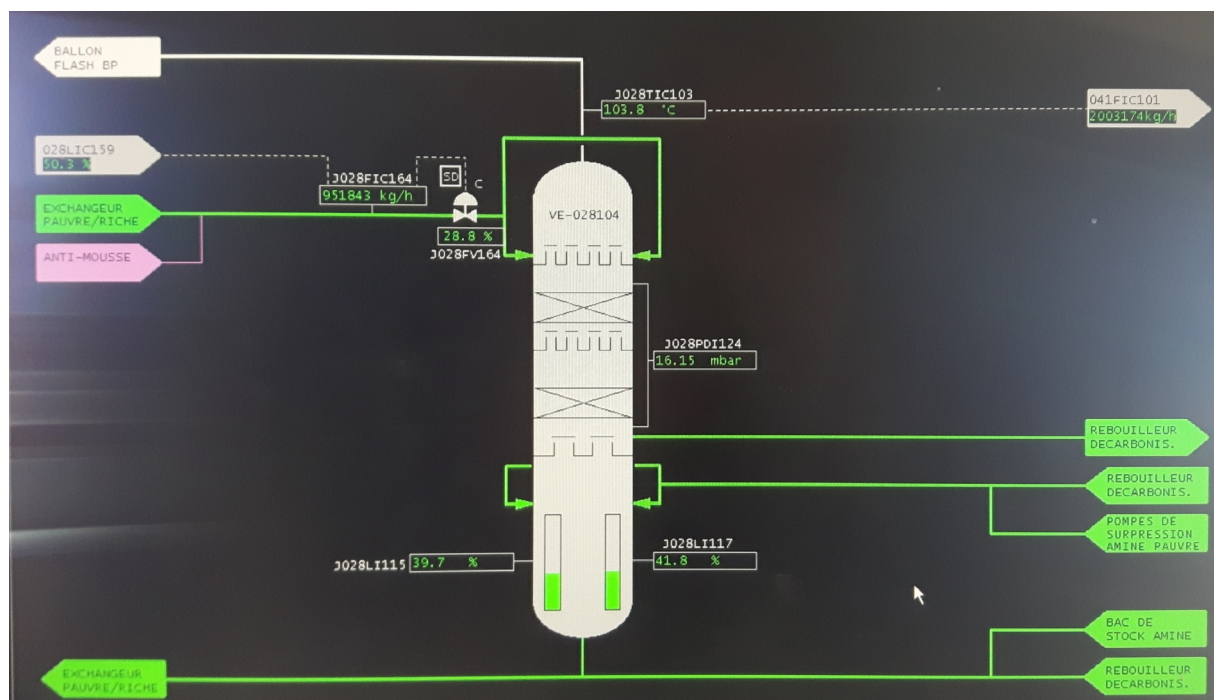 BALLON
FLASH BP
J028TIC103
103.8 °C
041FIC101
2003174kg/h
028LIC159
50.3 %
J028FIC164
951843 kg/h
SD
C
EXCHANGEUR
PAUVRE/RICHE
28.8 %
J028FV164
ANTI-MOUSSE
VE-028104
J028PDI124
16.15 mbar
REBOUILLEUR
DECARBONIS.
REBOUILLEUR
DECARBONIS.
POMPES DE
SURPRESSION
AMINE PAUVRE
J028LI115 39.7 %
J028LI117
41.8 %
BAC DE
STOCK AMINE
EXCHANGEUR
PAUVRE/RICHE
REBOUILLEUR
DECARBONIS.